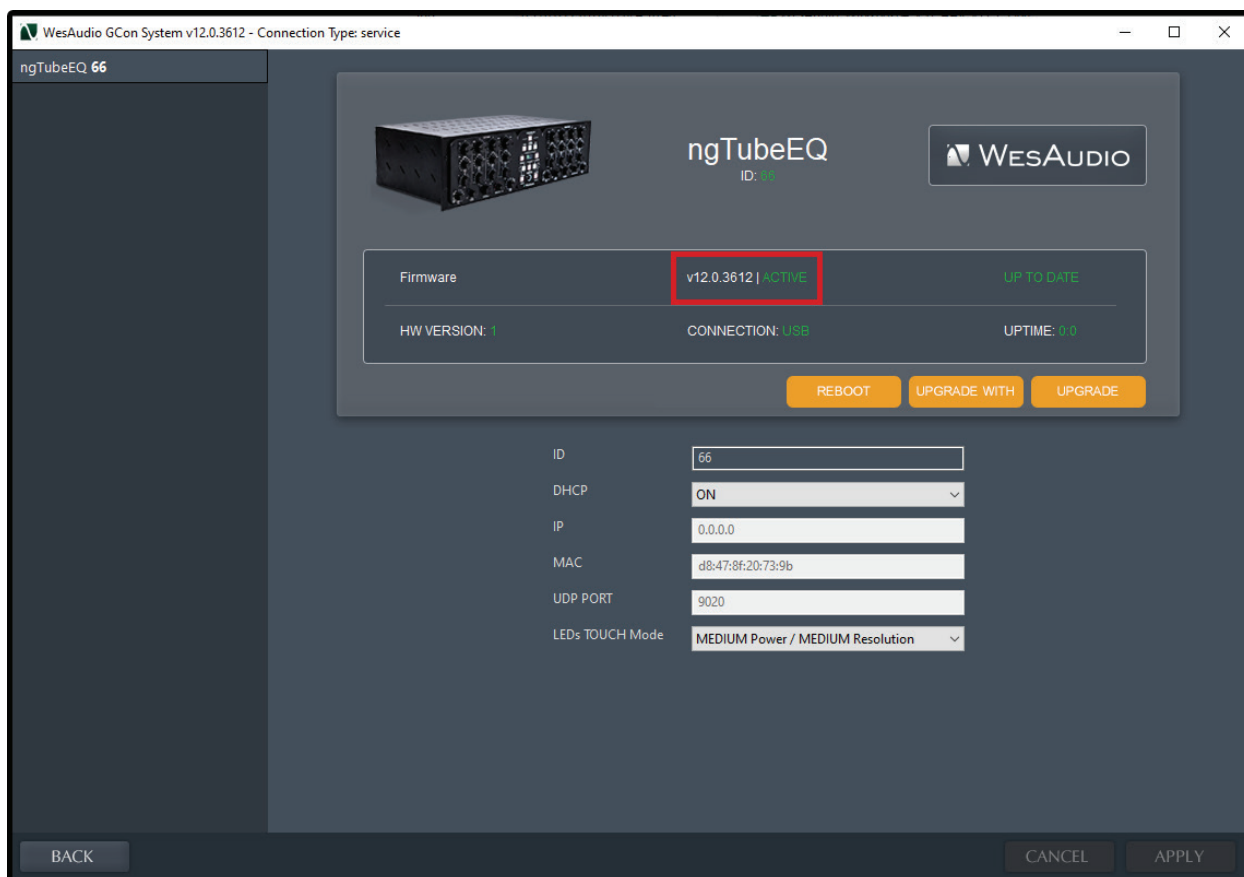 WesAudio GCon System v12.0.3612 - Connection Type: service
ngTubeEQ 66
ngTubeEQ
ID: 66
WESAUDIO
Firmware
v12.0.3612 | ACTIVE
UP TO DATE
HW VERSION: 1
CONNECTION: USB
UPTIME: 0:0
REBOOT
UPGRADE WITH
UPGRADE
ID
66
DHCP
ON
IP
0.0.0.0
MAC
d8:47:8f:20:73:9b
UDP PORT
9020
LEDs TOUCH Mode
MEDIUM Power / MEDIUM Resolution
BACK
CANCEL
APPLY